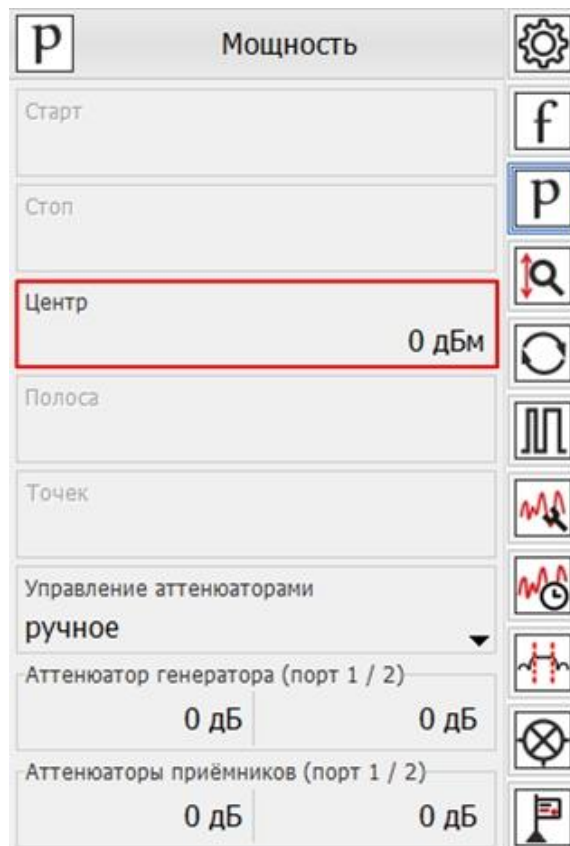 p Мощность
Старт
f
Стоп
p
Центр
0 дБм
Полоса
Точек
Управление аттенюаторами
ручное
Аттенюатор генератора (порт 1 / 2)
0 дБ 0 дБ
Аттенюаторы приёмников (порт 1 / 2)
0 дБ 0 дБ